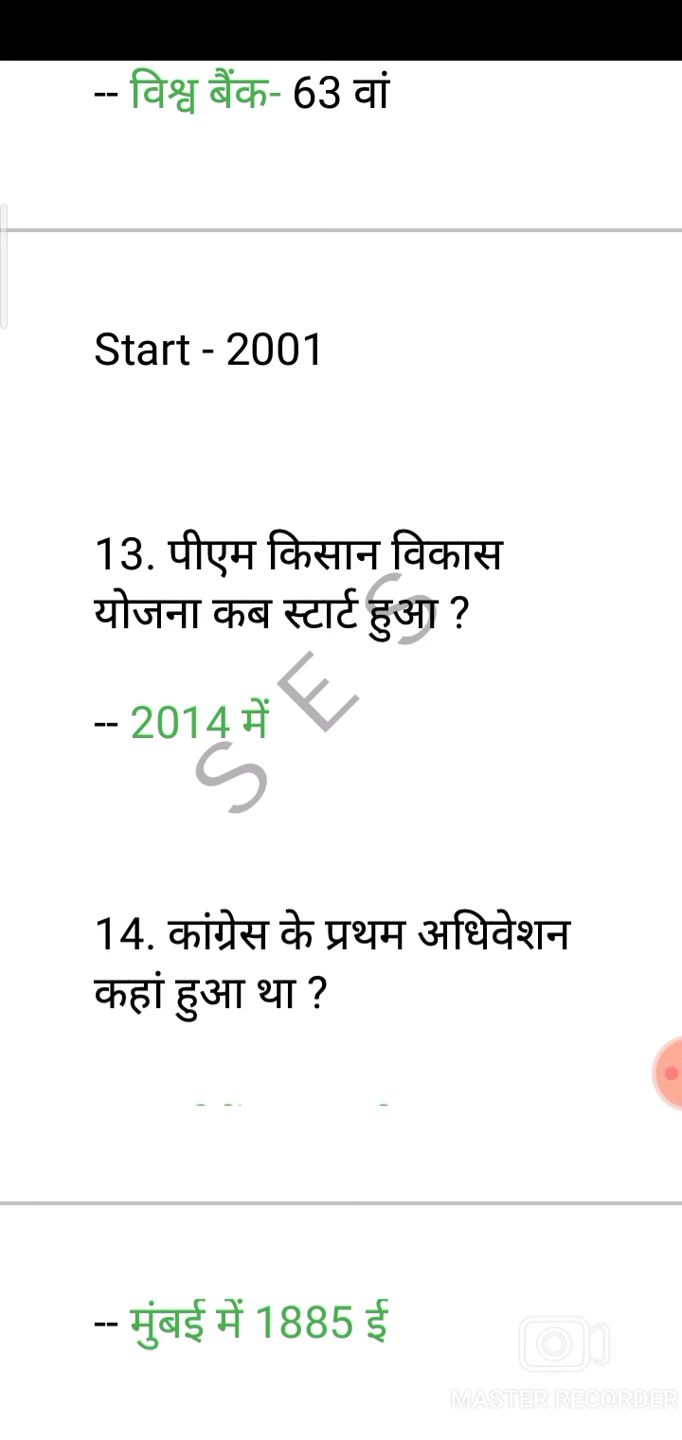 -- विश्व बैंक- 63 वां
Start - 2001
13. पीएम किसान विकास
योजना कब स्टार्ट हुआ ?
-- 2014 में
S E S
14. कांग्रेस के प्रथम अधिवेशन
कहां हुआ था ?
-- मुंबई में 1885 ई
MASTER RECORDER